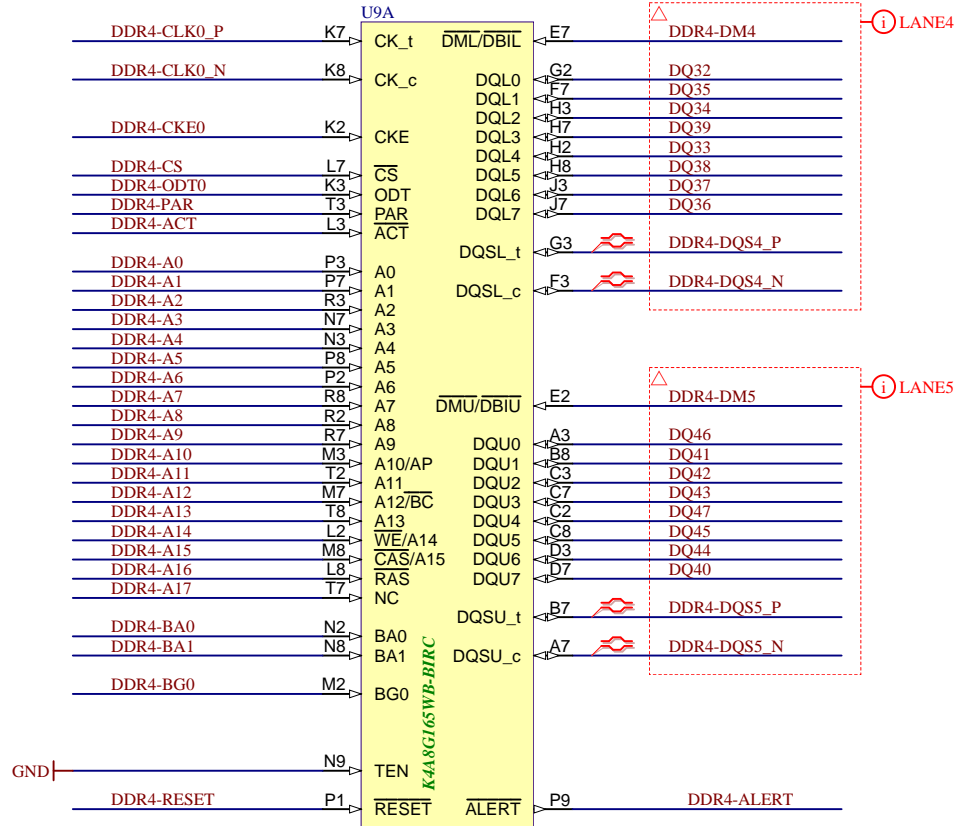 U9A
DDR4-CLK0_P K7 CK_t DML/DBIL E7 DDR4-DM4 LANE4
DDR4-CLK0_N K8 CK_c DQL0 G2 DQ32
DQL1 F7 DQ35
DQL2 H3 DQ34
DDR4-CKE0 K2 CKE DQL3 H7 DQ39
DQL4 H2 DQ33
DDR4-CS L7 CS DQL5 H8 DQ38
DDR4-ODT0 K3 ODT DQL6 J3 DQ37
DDR4-PAR T3 PAR DQL7 J7 DQ36
DDR4-ACT L3 ACT
DQSL_t G3 DDR4-DQS4_P
DDR4-A0 P3 A0
DDR4-A1 P7 A1 DQSL_c F3 DDR4-DQS4_N
DDR4-A2 R3 A2
DDR4-A3 N7 A3
DDR4-A4 N3 A4
DDR4-A5 P8 A5
DDR4-A6 P2 A6
DDR4-A7 R8 A7 DMU/DBIU E2 DDR4-DM5 LANE5
DDR4-A8 R2 A8
DDR4-A9 R7 A9 DQU0 A3 DQ46
DDR4-A10 M3 A10/AP DQU1 B8 DQ41
DDR4-A11 T2 A11 DQU2 C3 DQ42
DDR4-A12 M7 A12/BC DQU3 C7 DQ43
DDR4-A13 T8 A13 DQU4 C2 DQ47
DDR4-A14 L2 WE/A14 DQU5 C8 DQ45
DDR4-A15 M8 CAS/A15 DQU6 D3 DQ44
DDR4-A16 L8 RAS DQU7 D7 DQ40
DDR4-A17 T7 NC
DQSU_t B7 DDR4-DQS5_P
DDR4-BA0 N2 BA0
DDR4-BA1 N8 BA1 DQSU_c A7 DDR4-DQS5_N
DDR4-BG0 M2 BG0
K4A8G165WB-BIRC
GND N9 TEN
DDR4-RESET P1 RESET ALERT P9 DDR4-ALERT